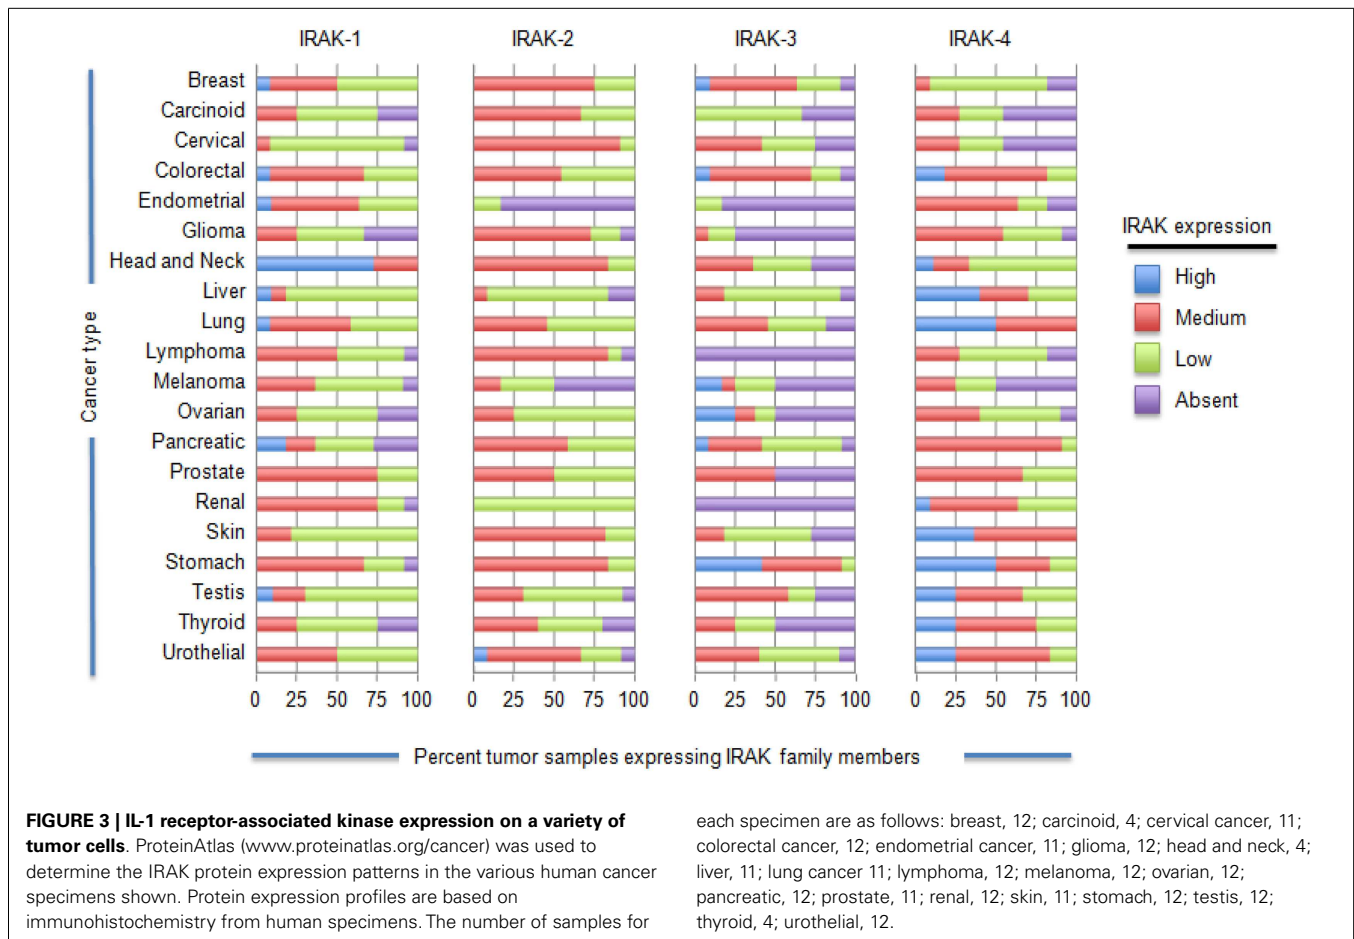 IRAK-1 IRAK-2 IRAK-3 IRAK-4
Cancer type
Breast
Carcinoid
Cervical
Colorectal
Endometrial
Glioma
Head and Neck
Liver
Lung
Lymphoma
Melanoma
Ovarian
Pancreatic
Prostate
Renal
Skin
Stomach
Testis
Thyroid
Urothelial
0 25 50 75 100 0 25 50 75 100 0 25 50 75 100 0 25 50 75 100
Percent tumor samples expressing IRAK family members
IRAK expression
High
Medium
Low
Absent
FIGURE 3 | IL-1 receptor-associated kinase expression on a variety of
tumor cells. ProteinAtlas (www.proteinatlas.org/cancer) was used to
determine the IRAK protein expression patterns in the various human cancer
specimens shown. Protein expression profiles are based on
immunohistochemistry from human specimens. The number of samples for
each specimen are as follows: breast, 12; carcinoid, 4; cervical cancer, 11;
colorectal cancer, 12; endometrial cancer, 11; glioma, 12; head and neck, 4;
liver, 11; lung cancer 11; lymphoma, 12; melanoma, 12; ovarian, 12;
pancreatic, 12; prostate, 11; renal, 12; skin, 11; stomach, 12; testis, 12;
thyroid, 4; urothelial, 12.